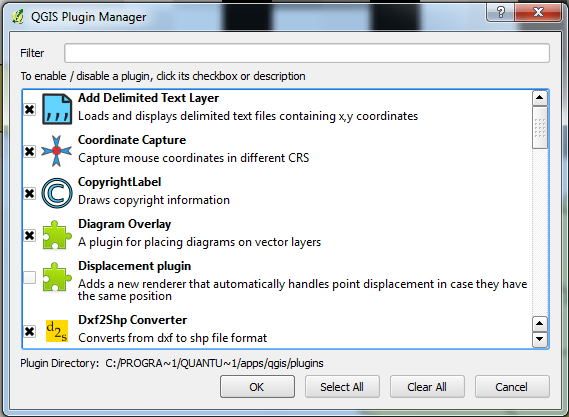 QGIS Plugin Manager
Filter
To enable / disable a plugin, click its checkbox or description
Add Delimited Text Layer
Loads and displays delimited text files containing x,y coordinates
Coordinate Capture
Capture mouse coordinates in different CRS
CopyrightLabel
Draws copyright information
Diagram Overlay
A plugin for placing diagrams on vector layers
Displacement plugin
Adds a new renderer that automatically handles point displacement in case they have
the same position
d2s
Dxf2Shp Converter
Converts from dxf to shp file format
Plugin Directory: C:/PROGRA~1/QUANTU~1/apps/qgis/plugins
OK Select All Clear All Cancel